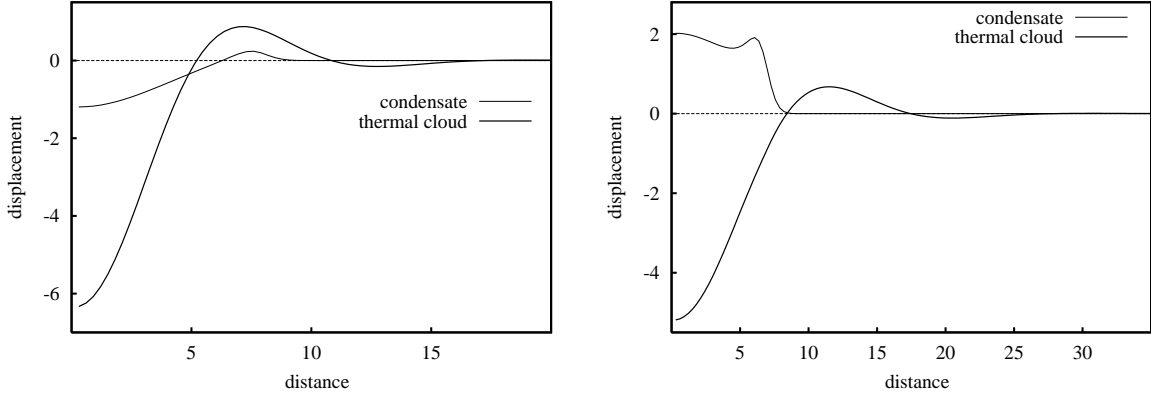 0
-2
-4
-6
displacement
condensate
thermal cloud
5 10 15
distance
2
0
-2
-4
displacement
condensate
thermal cloud
5 10 15 20 25 30
distance